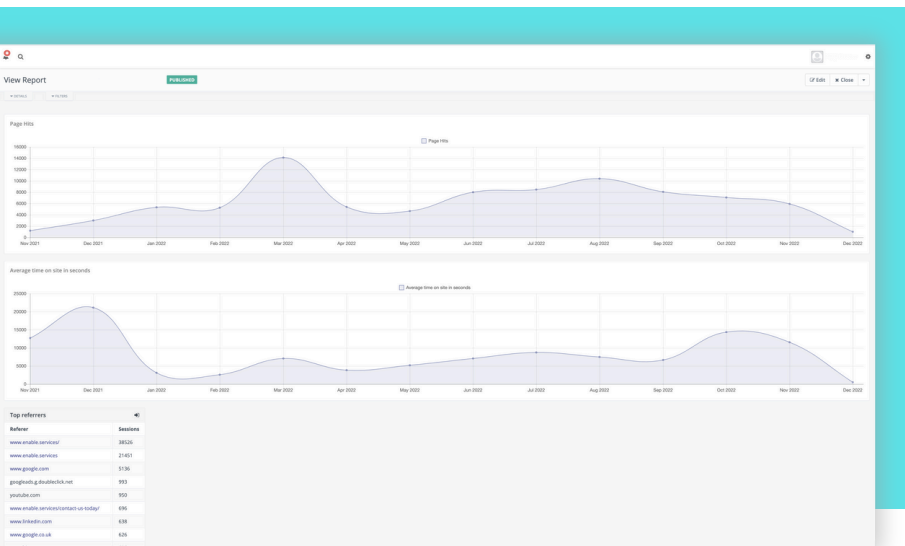 View Report
PUBLISHED
Edit
Close
DETAILS
FILTERS
Page Hits
Page Hits
16000
14000
12000
10000
8000
6000
4000
2000
0
Nov 2021 Dec 2021 Jan 2022 Feb 2022 Mar 2022 Apr 2022 May 2022 Jun 2022 Jul 2022 Aug 2022 Sep 2022 Oct 2022 Nov 2022 Dec 2022
Average time on site in seconds
Average time on site in seconds
25000
20000
15000
10000
5000
0
Nov 2021 Dec 2021 Jan 2022 Feb 2022 Mar 2022 Apr 2022 May 2022 Jun 2022 Jul 2022 Aug 2022 Sep 2022 Oct 2022 Nov 2022 Dec 2022
Top referrers
Referer Sessions
www.enable.services/ 38526
www.enable.services 21451
www.google.com 5136
googleads.g.doubleclick.net 993
youtube.com 950
www.enable.services/contact-us-today/ 696
www.linkedin.com 638
www.google.co.uk 626